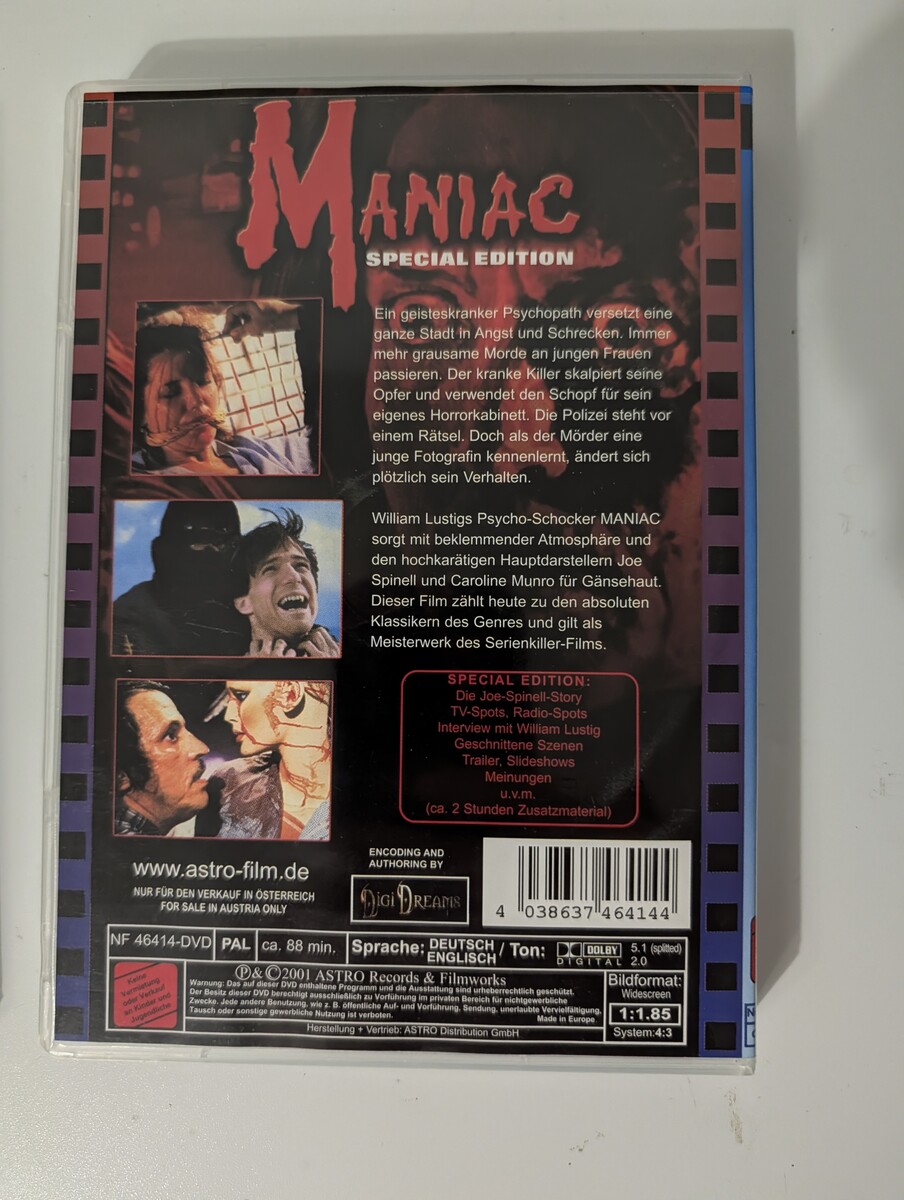 MANIAC
SPECIAL EDITION
Ein geisteskranker Psychopath versetzt eine
ganze Stadt in Angst und Schrecken. Immer
mehr grausame Morde an jungen Frauen
passieren. Der kranke Killer skalpiert seine
Opfer und verwendet den Schopf für sein
eigenes Horrorkabinett. Die Polizei steht vor
einem Rätsel. Doch als der Mörder eine
junge Fotografin kennenlernt, ändert sich
plötzlich sein Verhalten.
William Lustigs Psycho-Schocker MANIAC
sorgt mit beklemmender Atmosphäre und
den hochkarätigen Hauptdarstellern Joe
Spinell und Caroline Munro für Gänsehaut.
Dieser Film zählt heute zu den absoluten
Klassikern des Genres und gilt als
Meisterwerk des Serienkiller-Films.
SPECIAL EDITION:
Die Joe-Spinell-Story
TV-Spots, Radio-Spots
Interview mit William Lustig
Geschnittene Szenen
Trailer, Slideshows
Meinungen
u.v.m.
(ca. 2 Stunden Zusatzmaterial)
www.astro-film.de
NUR FÜR DEN VERKAUF IN ÖSTERREICH
FOR SALE IN AUSTRIA ONLY
ENCODING AND
AUTHORING BY
DIGI DREAMS
4 038637 464144
NF 46414-DVD PAL ca. 88 min. Sprache: DEUTSCH ENGLISCH / Ton: DOLBY DIGITAL 5.1 (splitted) 2.0
Keine
Vermietung
oder Verkauf
an Kinder und
Jugendliche
℗ & © 2001 ASTRO Records & Filmworks
Warnung: Das auf dieser DVD enthaltene Programm und die Ausstattung sind urheberrechtlich geschützt.
Der Besitz dieser DVD berechtigt ausschließlich zu Vorführung im privaten Bereich für nichtgewerbliche
Zwecke. Jede andere Benutzung, wie z. B. öffentliche Auf- und Vorführung, Sendung, unerlaubte Vervielfältigung,
Tausch oder sonstige gewerbliche Nutzung ist verboten.
Made in Europe
Herstellung + Vertrieb: ASTRO Distribution GmbH
Bildformat:
Widescreen
1:1.85
System:4:3